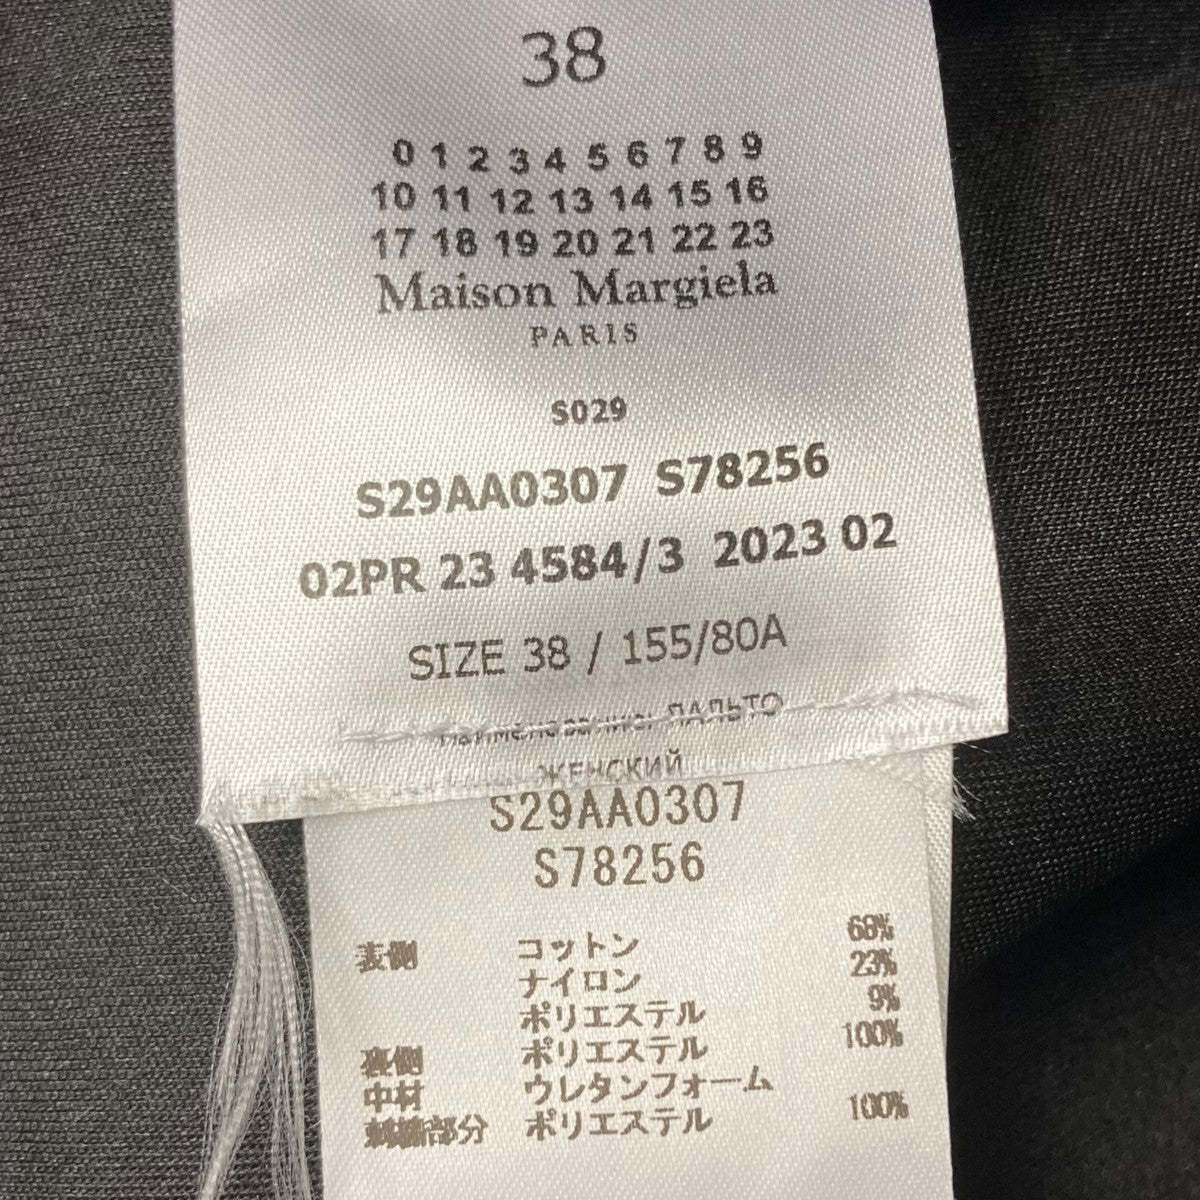 38
0 1 2 3 4 5 6 7 8 9
10 11 12 13 14 15 16
17 18 19 20 21 22 23
Maison Margiela
PARIS
S029
S29AA0307 S78256
02PR 23 4584/3 2023 02
SIZE 38 / 155/80A
ПАЛЬТО
ЖЕНСКИЙ
S29AA0307
S78256
表側 コットン 68%
ナイロン 23%
ポリエステル 9%
裏側 ポリエステル 100%
中材 ウレタンフォーム
刺繍部分 ポリエステル 100%